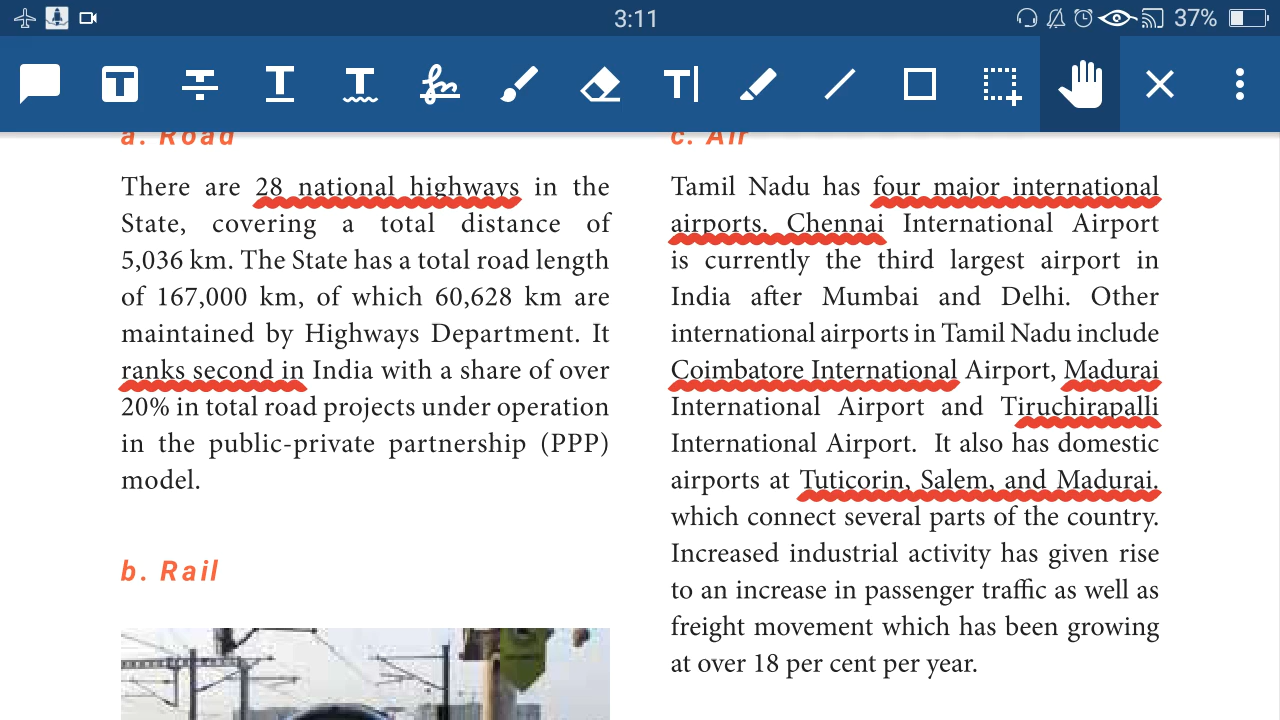 3:11
37%
a. Road
There are 28 national highways in the
State, covering a total distance of
5,036 km. The State has a total road length
of 167,000 km, of which 60,628 km are
maintained by Highways Department. It
ranks second in India with a share of over
20% in total road projects under operation
in the public-private partnership (PPP)
model.
b. Rail
c. Air
Tamil Nadu has four major international
airports. Chennai International Airport
is currently the third largest airport in
India after Mumbai and Delhi. Other
international airports in Tamil Nadu include
Coimbatore International Airport, Madurai
International Airport and Tiruchirapalli
International Airport. It also has domestic
airports at Tuticorin, Salem, and Madurai.
which connect several parts of the country.
Increased industrial activity has given rise
to an increase in passenger traffic as well as
freight movement which has been growing
at over 18 per cent per year.